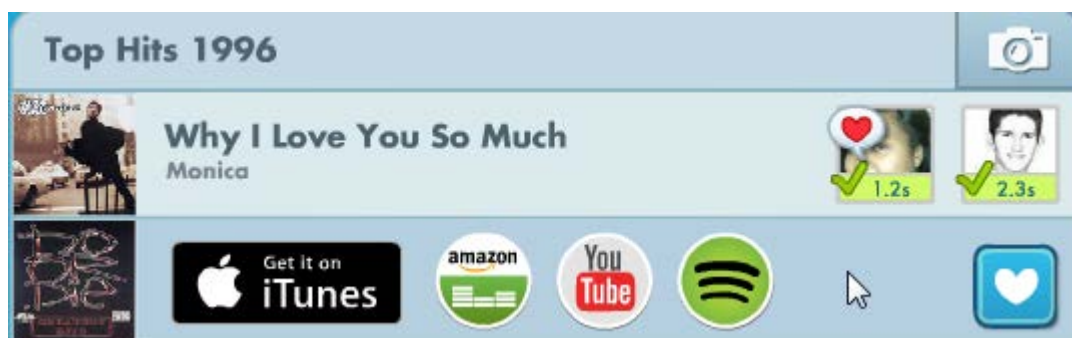 Top Hits 1996
Why I Love You So Much
Monica
1.2s
2.3s
Get it on
iTunes
amazon
You
Tube